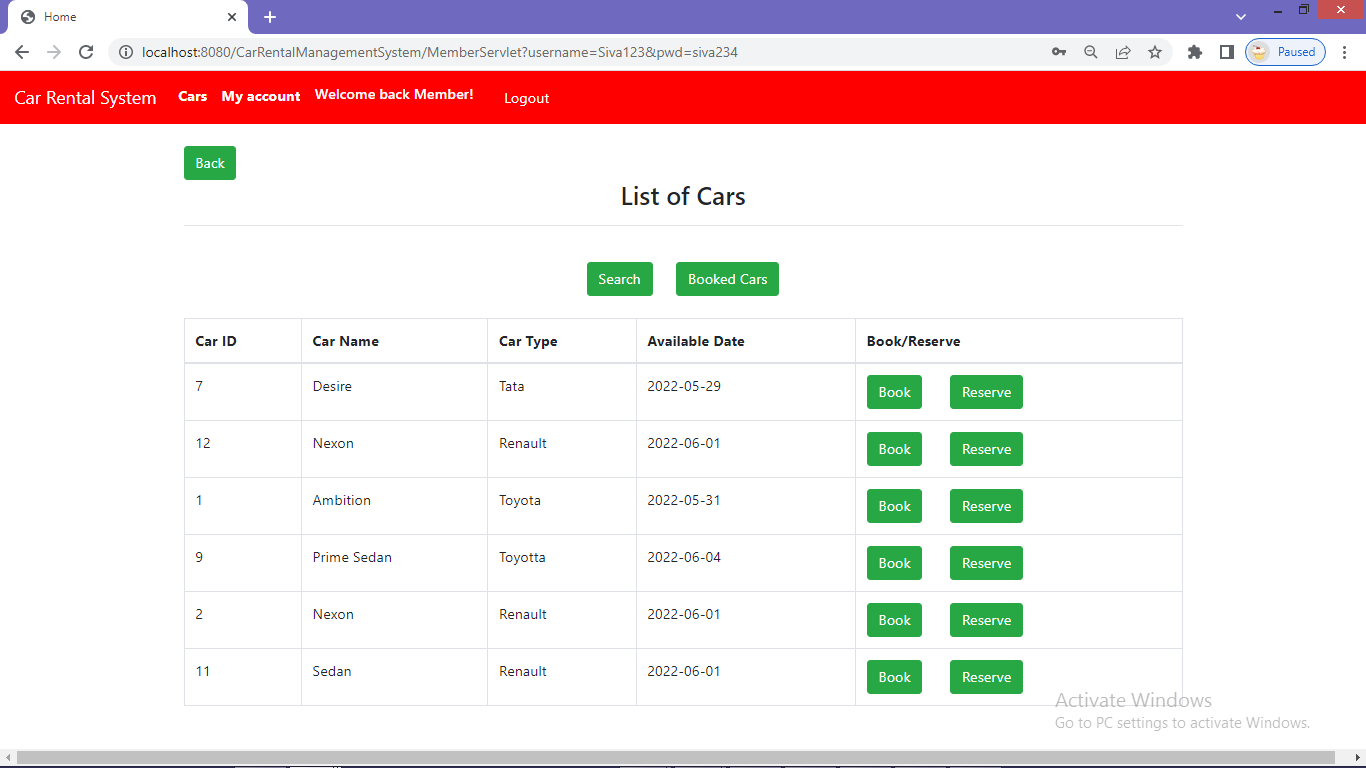 Home
localhost:8080/CarRentalManagementSystem/MemberServlet?username=Siva123&pwd=siva234
Paused
Car Rental System Cars My account Welcome back Member! Logout
Back
List of Cars
Search Booked Cars
Car ID Car Name Car Type Available Date Book/Reserve
7 Desire Tata 2022-05-29 Book Reserve
12 Nexon Renault 2022-06-01 Book Reserve
1 Ambition Toyota 2022-05-31 Book Reserve
9 Prime Sedan Toyotta 2022-06-04 Book Reserve
2 Nexon Renault 2022-06-01 Book Reserve
11 Sedan Renault 2022-06-01 Book Reserve
Activate Windows
Go to PC settings to activate Windows.